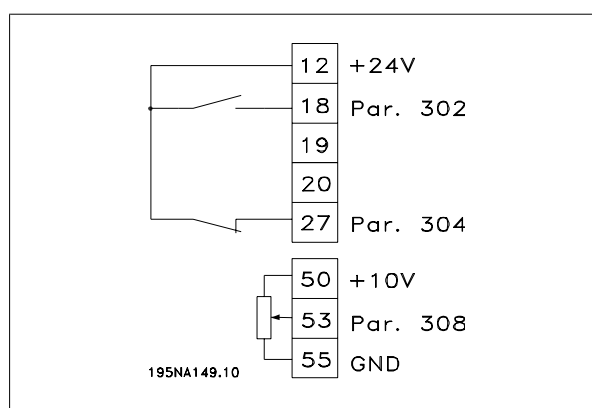 12 +24V
18 Par. 302
19
20
27 Par. 304
50 +10V
53 Par. 308
55 GND
195NA149.10